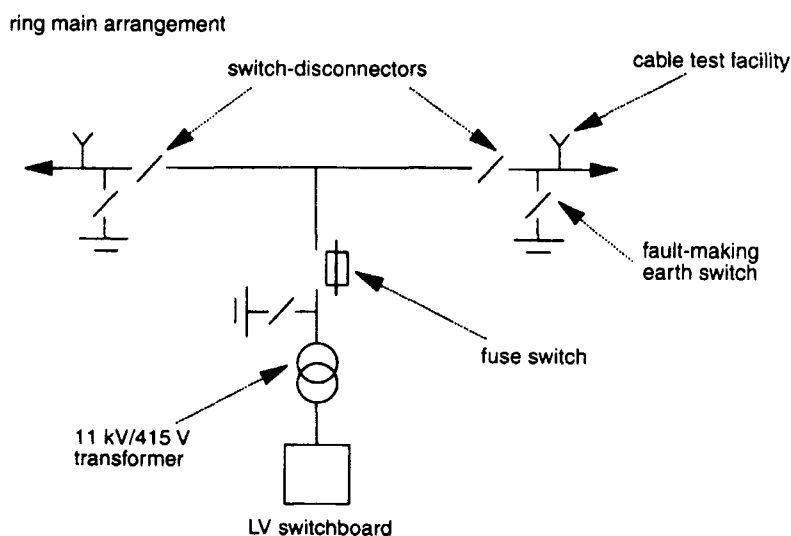 ring main arrangement
cable test facility
switch-disconnectors
fault-making
earth switch
fuse switch
11 kV/415 V
transformer
LV switchboard